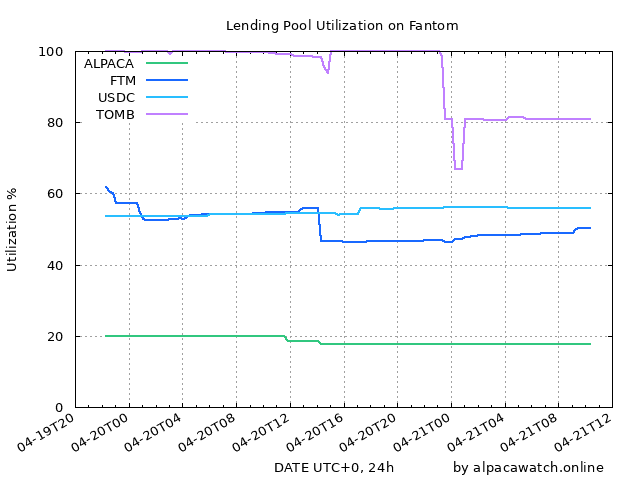 Lending Pool Utilization on Fantom
100
80
60
40
20
0
Utilization %
ALPACA
FTM
USDC
TOMB
04-19T20
04-20T00
04-20T04
04-20T08
04-20T12
04-20T16
04-20T20
04-21T00
04-21T04
04-21T08
04-21T12
DATE UTC+0, 24h by alpacawatch.online